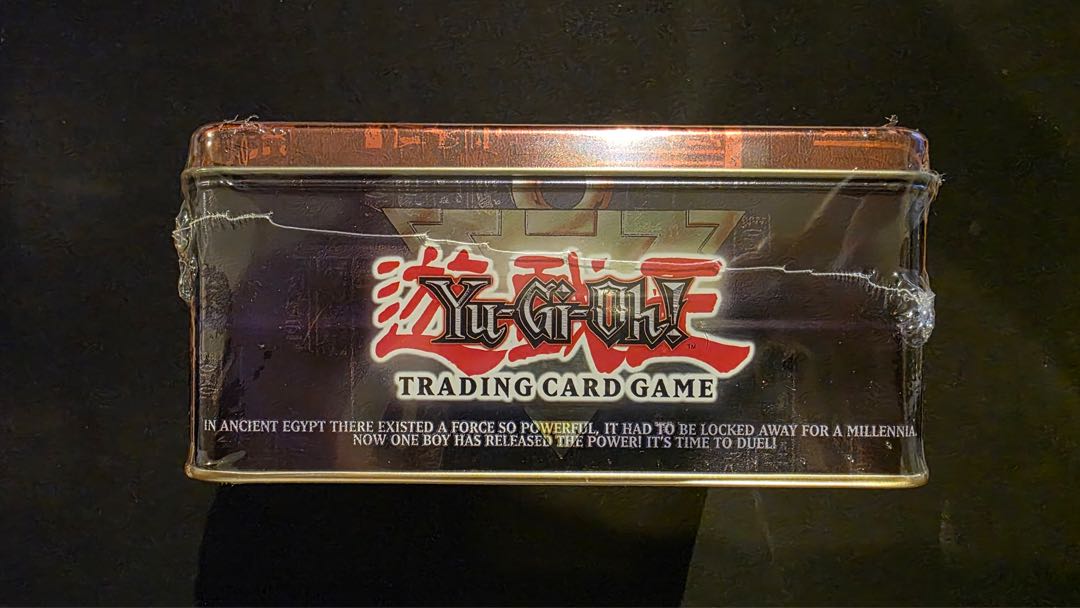 遊戯王
Yu-Gi-Oh!
TM
TRADING CARD GAME
IN ANCIENT EGYPT THERE EXISTED A FORCE SO POWERFUL, IT HAD TO BE LOCKED AWAY FOR A MILLENNIA.
NOW ONE BOY HAS RELEASED THE POWER! IT'S TIME TO DUEL!